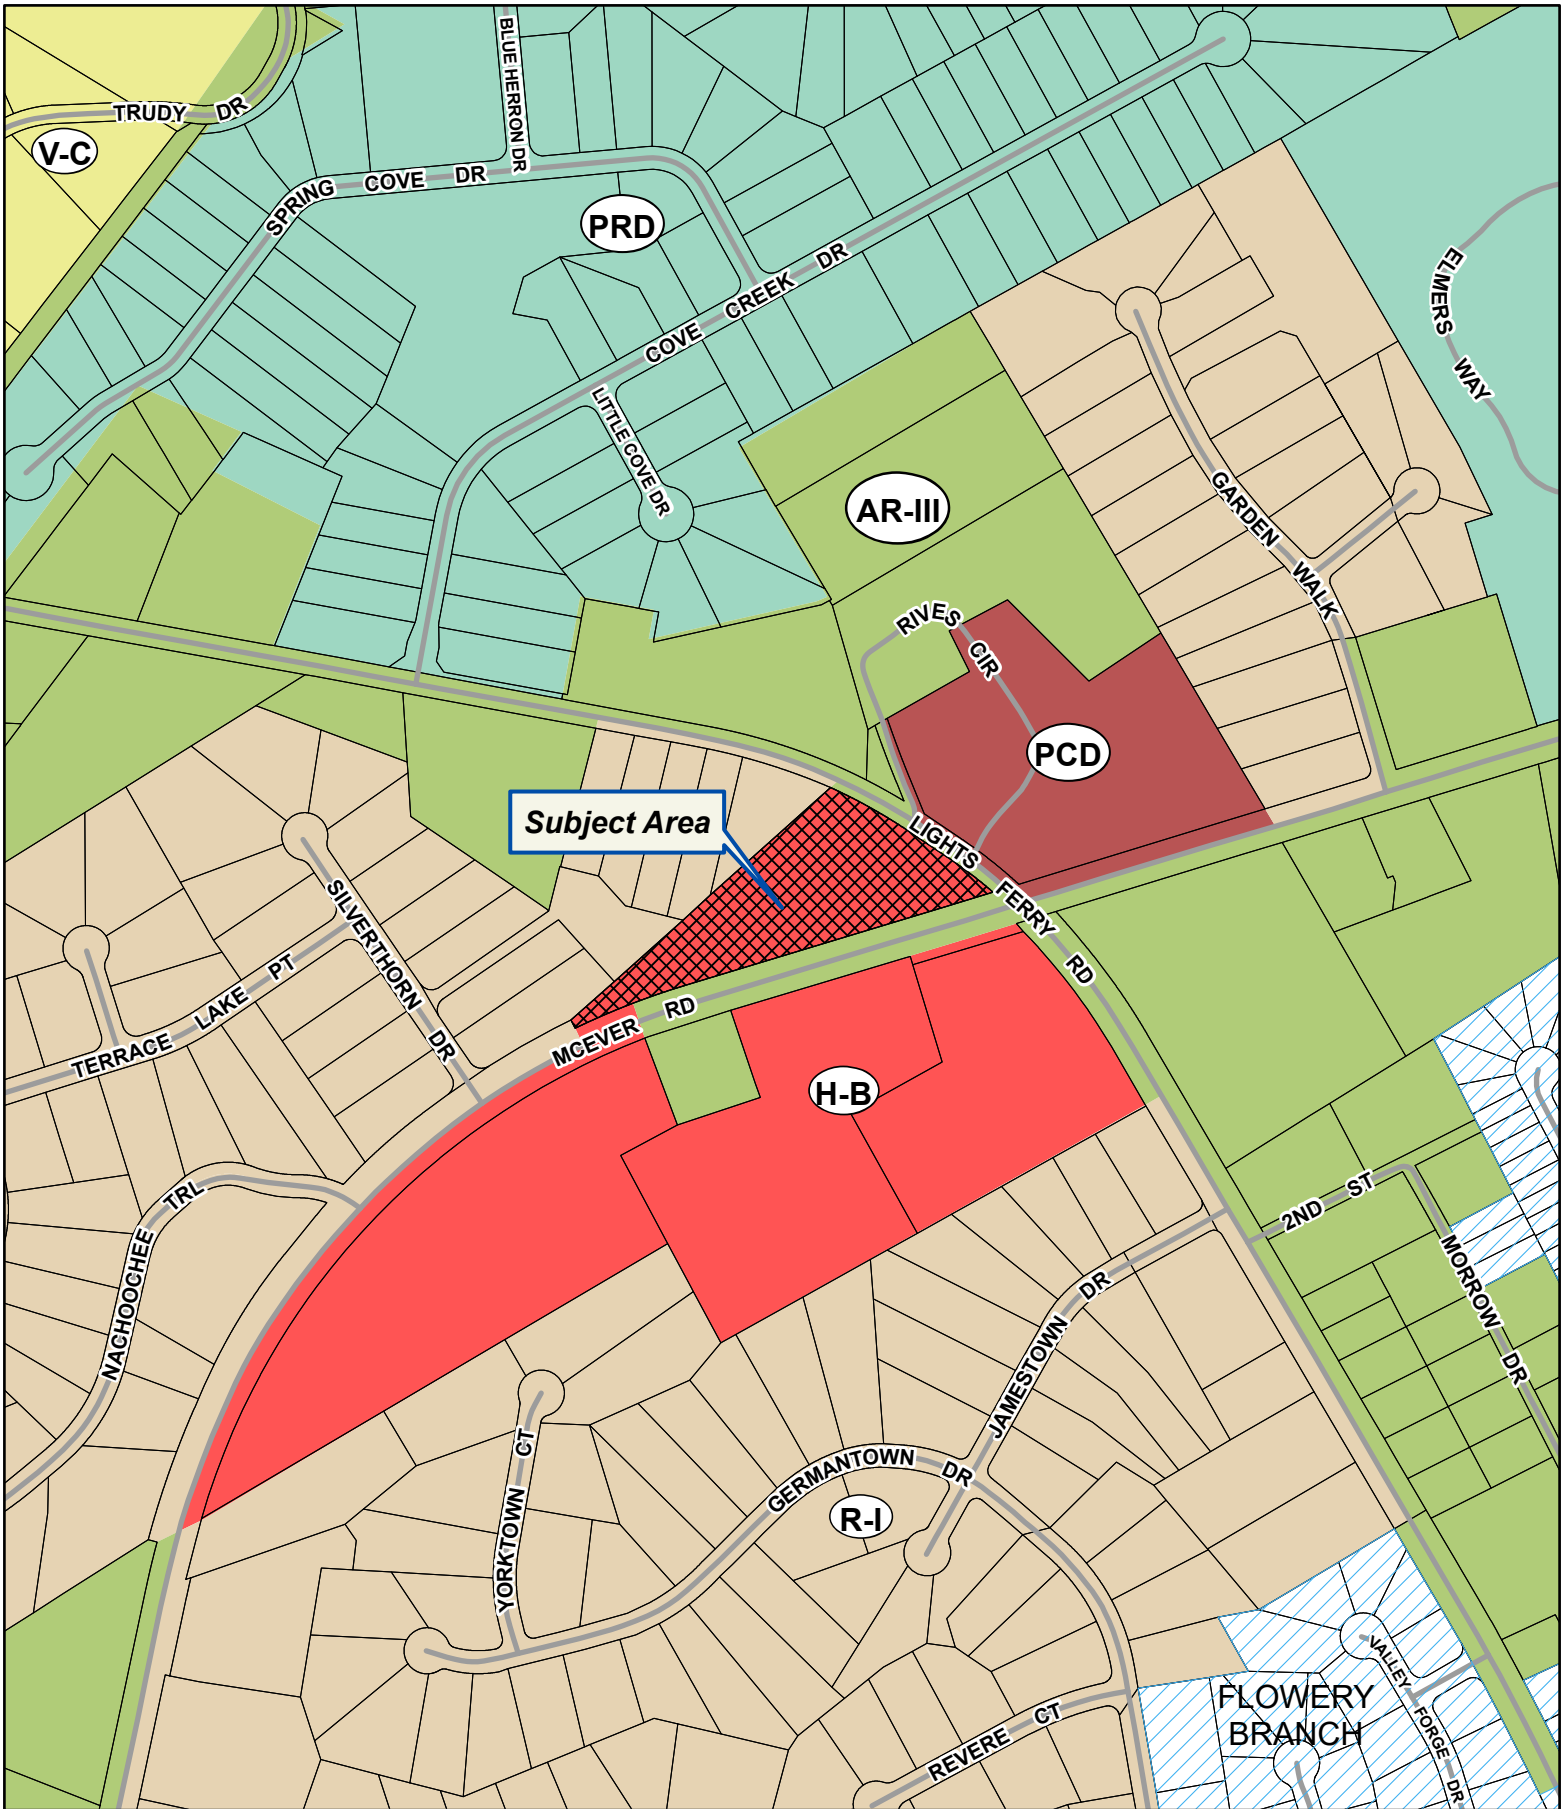 BLUE HERRON DR
TRUDY DR
V-C
SPRING COVE DR
PRD
COVE CREEK DR
ELMERS WAY
LITTLE COVE DR
AR-III
GARDEN WALK
RIVES CIR
PCD
Subject Area
LIGHTS FERRY RD
SILVERTHORN DR
TERRACE LAKE PT
MCEVER RD
H-B
NACHOOCHEE TRL
2ND ST
MORROW DR
JAMESTOWN DR
YORKTOWN CT
GERMANTOWN DR
R-I
VALLEY FORGE DR
FLOWERY
BRANCH
REVERE CT